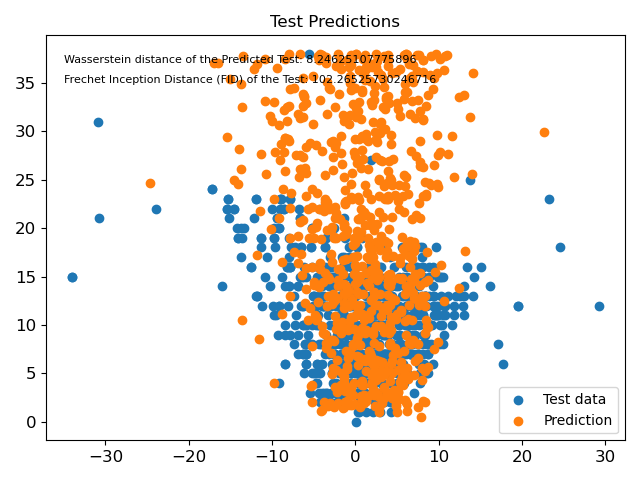 Test Predictions
Wasserstein distance of the Predicted Test: 8.24625107775896
Frechet Inception Distance (FID) of the Test: 102.26525730246716
35
30
25
20
15
10
5
0
−30 −20 −10 0 10 20 30
Test data
Prediction